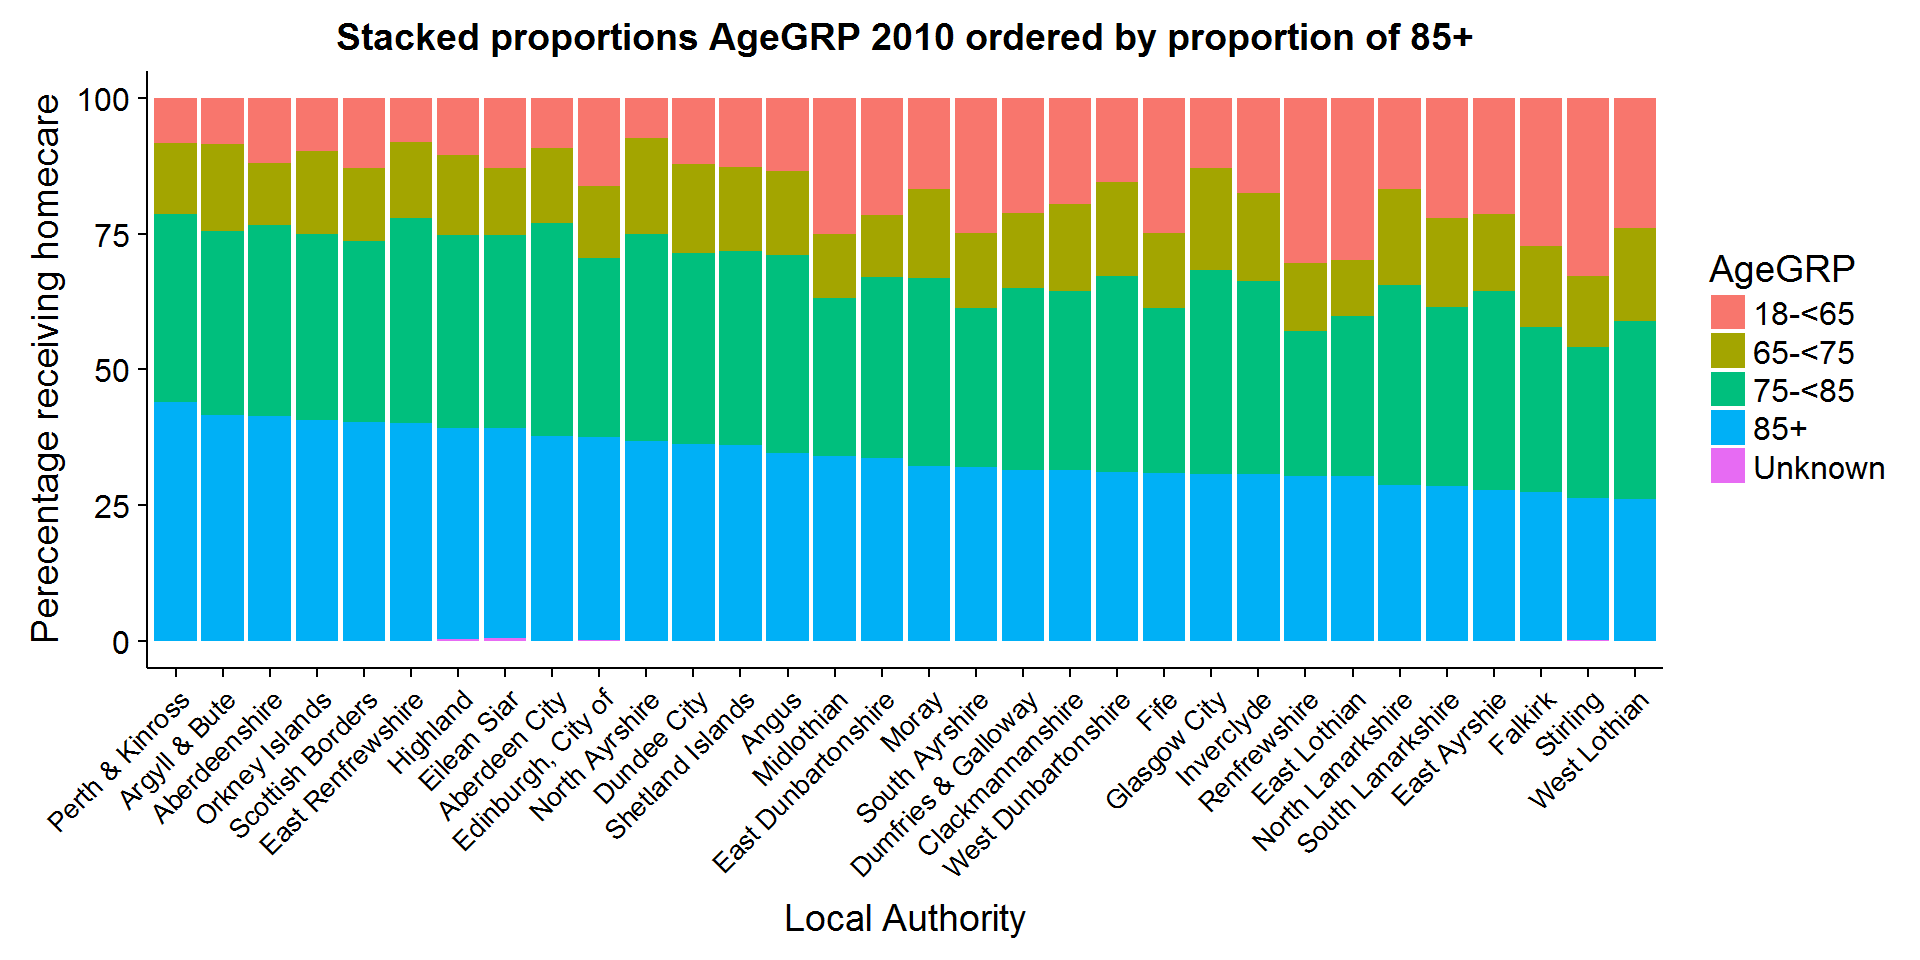 Stacked proportions AgeGRP 2010 ordered by proportion of 85+
Perecentage receiving homecare
100
75
50
25
0
Perth & Kinross
Argyll & Bute
Aberdeenshire
Orkney Islands
Scottish Borders
East Renfrewshire
Highland
Eilean Siar
Aberdeen City
Edinburgh, City of
North Ayrshire
Dundee City
Shetland Islands
Angus
Midlothian
East Dunbartonshire
Moray
South Ayrshire
Dumfries & Galloway
Clackmannanshire
West Dunbartonshire
Fife
Glasgow City
Inverclyde
Renfrewshire
East Lothian
North Lanarkshire
South Lanarkshire
East Ayrshie
Falkirk
Stirling
West Lothian
Local Authority
AgeGRP
18-<65
65-<75
75-<85
85+
Unknown